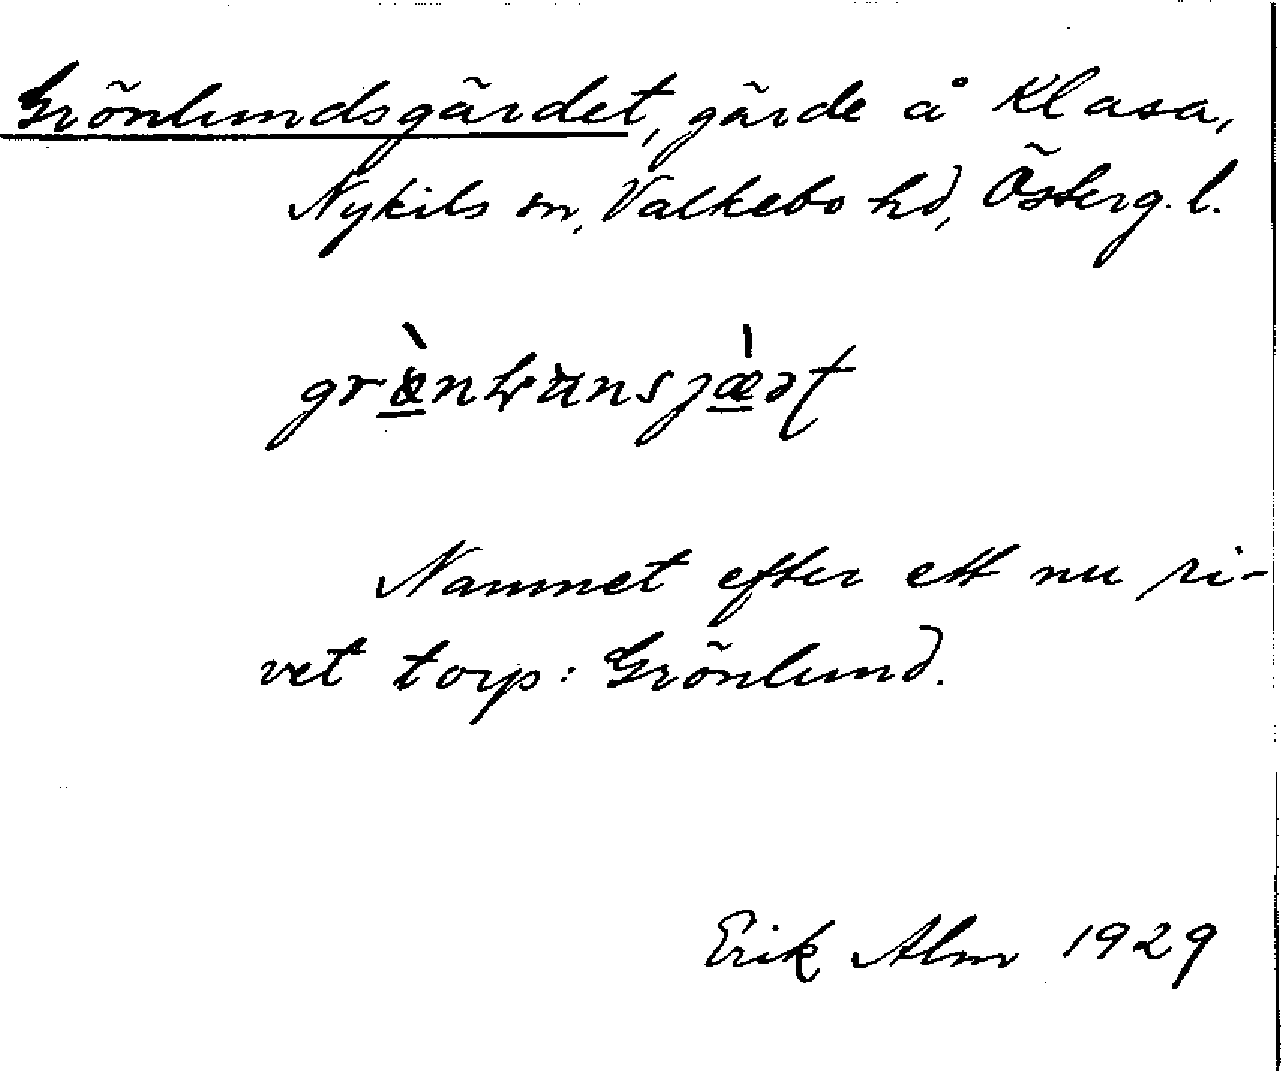 Grönlundsgärdet, gärde å Klasa,
Nykils sn, Valkebo hd, Österg. l.
Namnet efter ett nu ri-
vet torp: Grönlund.
Erik Alm 1929